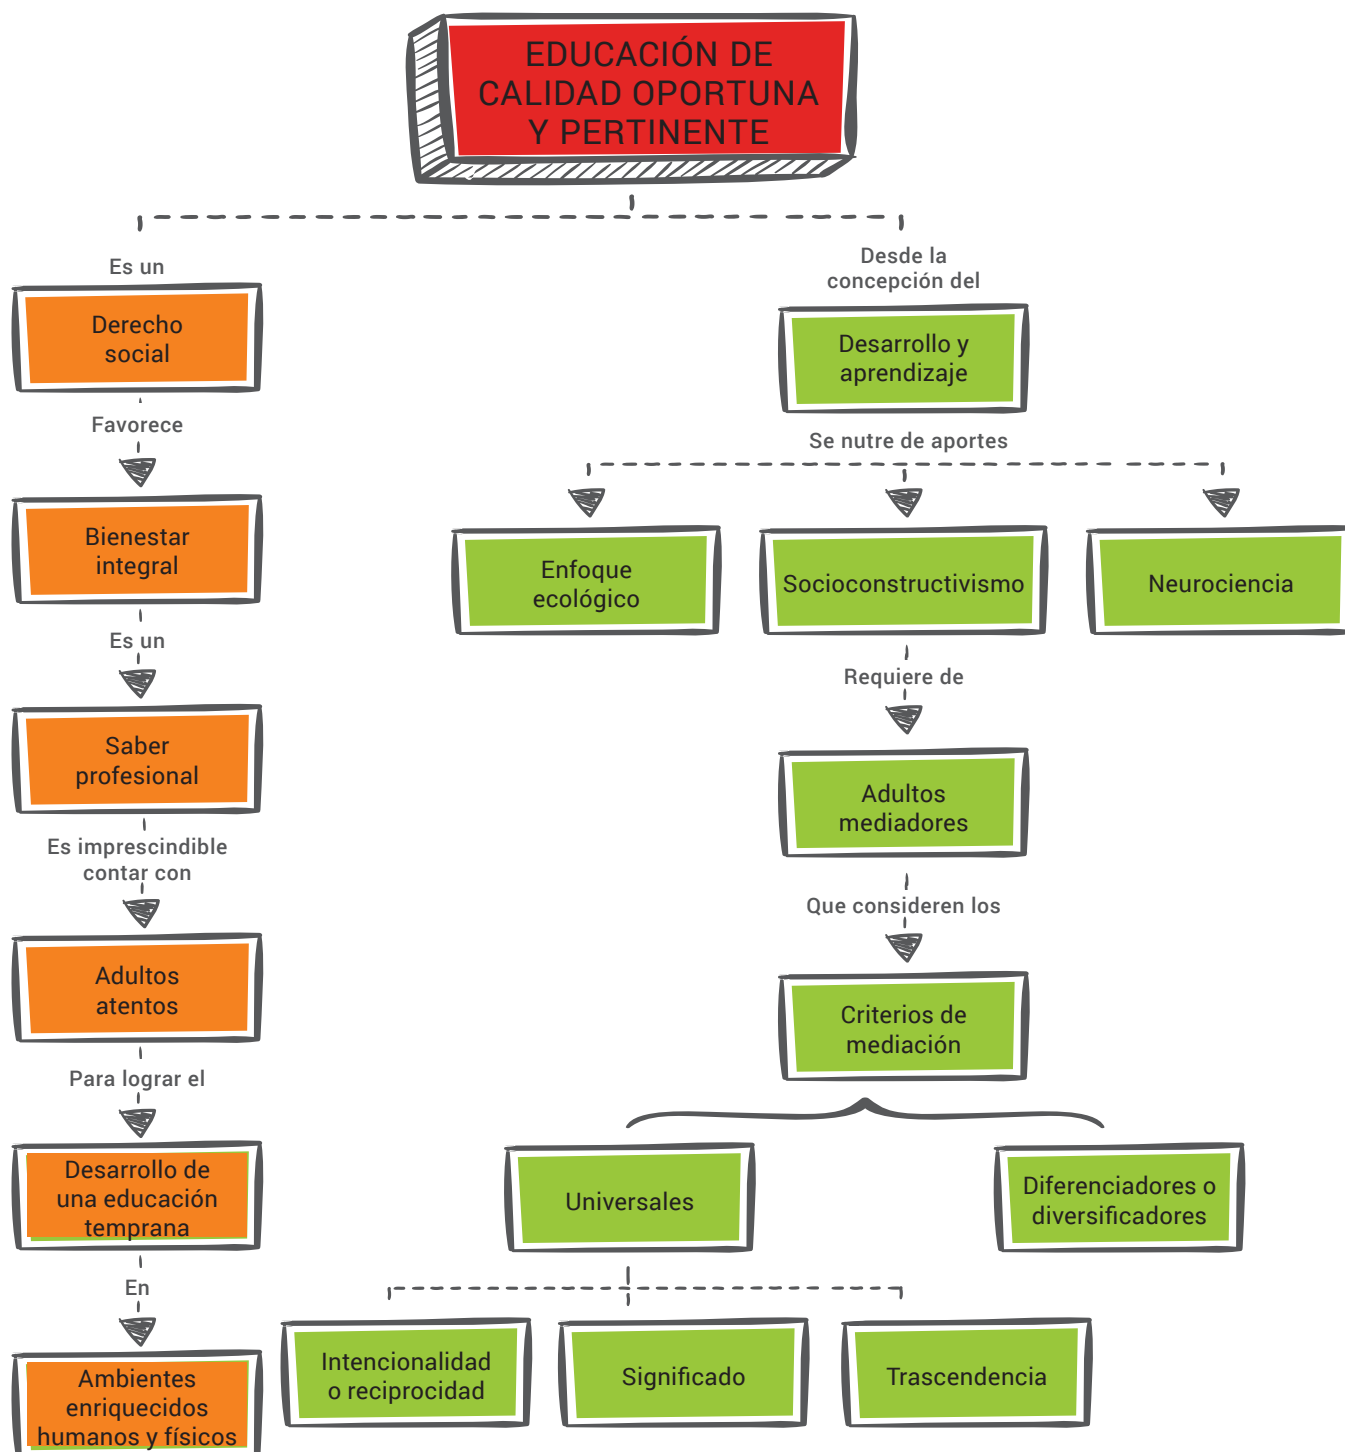 EDUCACIÓN DE
CALIDAD OPORTUNA
Y PERTINENTE
Es un
Derecho
social
Favorece
Bienestar
integral
Es un
Saber
profesional
Es imprescindible
contar con
Adultos
atentos
Para lograr el
Desarrollo de
una educación
temprana
En
Ambientes
enriquecidos
humanos y físicos
Desde la
concepción del
Desarrollo y
aprendizaje
Se nutre de aportes
Enfoque
ecológico
Socioconstructivismo
Neurociencia
Requiere de
Adultos
mediadores
Que consideren los
Criterios de
mediación
Universales
Diferenciadores o
diversificadores
Intencionalidad
o reciprocidad
Significado
Trascendencia